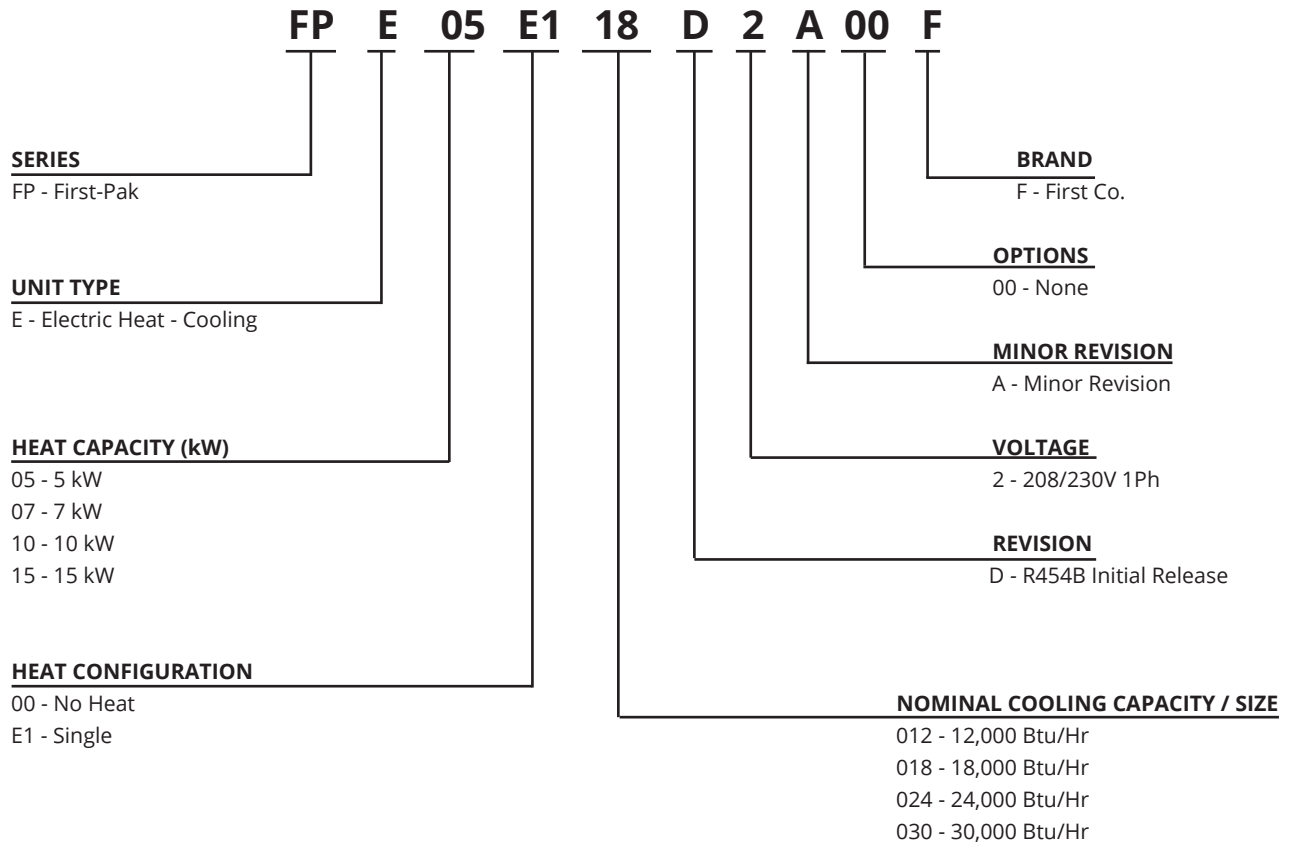 FP E 05 E1 18 D 2 A 00 F
SERIES
FP - First-Pak
UNIT TYPE
E - Electric Heat - Cooling
HEAT CAPACITY (kW)
05 - 5 kW
07 - 7 kW
10 - 10 kW
15 - 15 kW
HEAT CONFIGURATION
00 - No Heat
E1 - Single
BRAND
F - First Co.
OPTIONS
00 - None
MINOR REVISION
A - Minor Revision
VOLTAGE
2 - 208/230V 1Ph
REVISION
D - R454B Initial Release
NOMINAL COOLING CAPACITY / SIZE
012 - 12,000 Btu/Hr
018 - 18,000 Btu/Hr
024 - 24,000 Btu/Hr
030 - 30,000 Btu/Hr